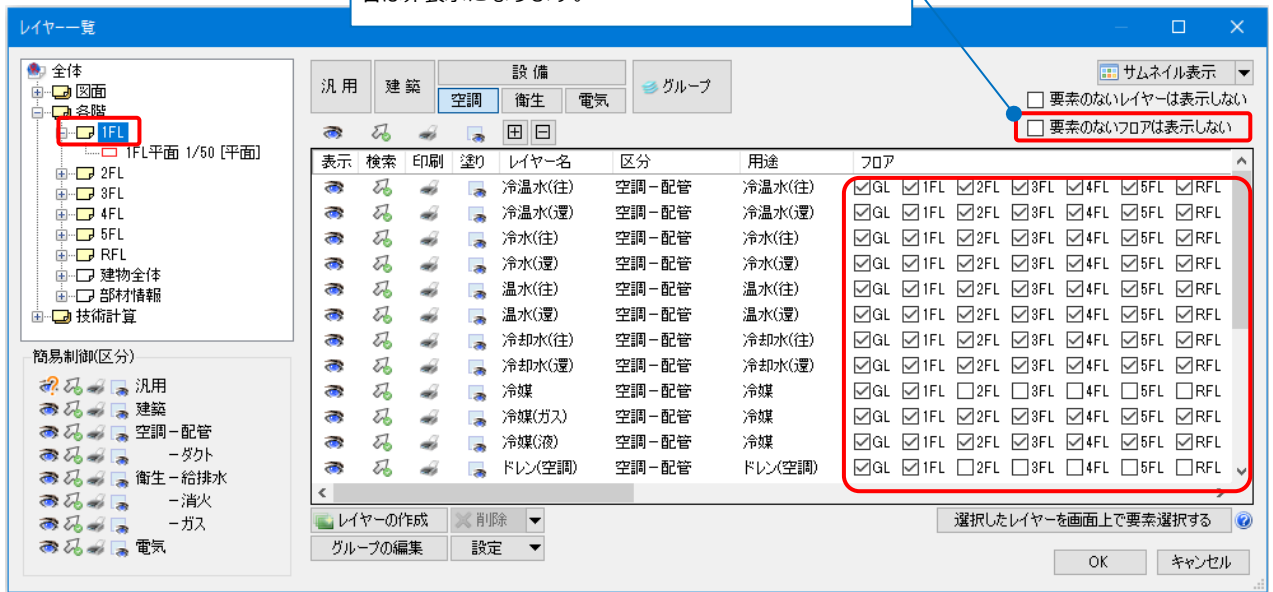 レイヤー一覧
全体
図面
各階
1FL
1FL平面 1/50 [平面]
2FL
3FL
4FL
5FL
RFL
建物全体
部材情報
技術計算
簡易制御(区分)
汎用
建築
空調－配管
－ダクト
衛生－給排水
－消火
－ガス
電気
汎用 建築 設備 グループ
空調 衛生 電気
サムネイル表示
要素のないレイヤーは表示しない
要素のないフロアは表示しない
表示 検索 印刷 塗り レイヤー名 区分 用途 フロア
冷温水(往) 空調－配管 冷温水(往) GL 1FL 2FL 3FL 4FL 5FL RFL
冷温水(還) 空調－配管 冷温水(還) GL 1FL 2FL 3FL 4FL 5FL RFL
冷水(往) 空調－配管 冷水(往) GL 1FL 2FL 3FL 4FL 5FL RFL
冷水(還) 空調－配管 冷水(還) GL 1FL 2FL 3FL 4FL 5FL RFL
温水(往) 空調－配管 温水(往) GL 1FL 2FL 3FL 4FL 5FL RFL
温水(還) 空調－配管 温水(還) GL 1FL 2FL 3FL 4FL 5FL RFL
冷却水(往) 空調－配管 冷却水(往) GL 1FL 2FL 3FL 4FL 5FL RFL
冷却水(還) 空調－配管 冷却水(還) GL 1FL 2FL 3FL 4FL 5FL RFL
冷媒 空調－配管 冷媒 GL 1FL 2FL 3FL 4FL 5FL RFL
冷媒(ガス) 空調－配管 冷媒 GL 1FL 2FL 3FL 4FL 5FL RFL
冷媒(液) 空調－配管 冷媒 GL 1FL 2FL 3FL 4FL 5FL RFL
ドレン(空調) 空調－配管 ドレン(空調) GL 1FL 2FL 3FL 4FL 5FL RFL
レイヤーの作成 削除 選択したレイヤーを画面上で要素選択する
グループの編集 設定
OK キャンセル